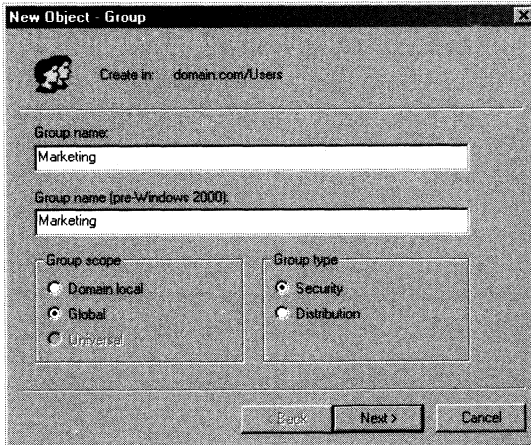 New Object - Group
Create in: domain.com/Users
Group name:
Marketing
Group name (pre-Windows 2000):
Marketing
Group scope
Domain local
Global
Universal
Group type
Security
Distribution
< Back
Next >
Cancel